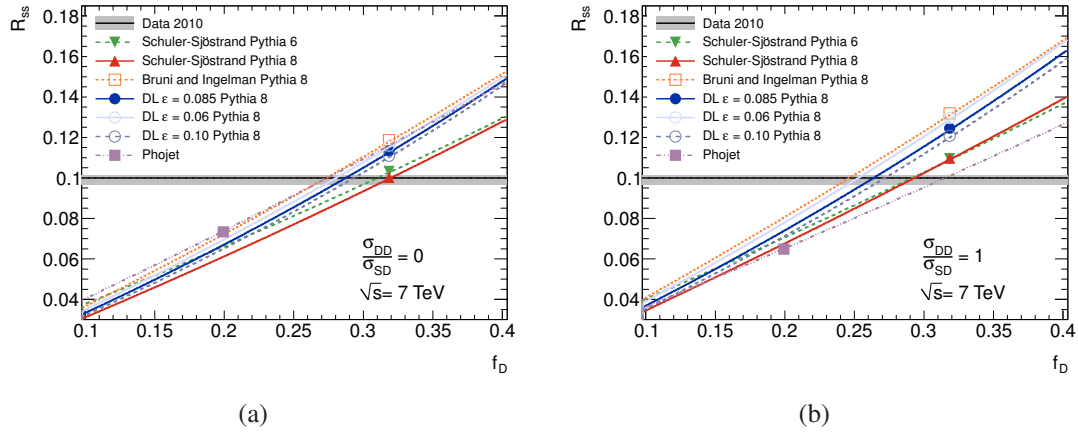 R_ss
0.18
0.16
0.14
0.12
0.1
0.08
0.06
0.04
Data 2010
Schuler-Sjöstrand Pythia 6
Schuler-Sjöstrand Pythia 8
Bruni and Ingelman Pythia 8
DL ε = 0.085 Pythia 8
DL ε = 0.06 Pythia 8
DL ε = 0.10 Pythia 8
Phojet
σ_DD/σ_SD = 0
√s= 7 TeV
0.1 0.15 0.2 0.25 0.3 0.35 0.4
f_D
(a)
R_ss
0.18
0.16
0.14
0.12
0.1
0.08
0.06
0.04
Data 2010
Schuler-Sjöstrand Pythia 6
Schuler-Sjöstrand Pythia 8
Bruni and Ingelman Pythia 8
DL ε = 0.085 Pythia 8
DL ε = 0.06 Pythia 8
DL ε = 0.10 Pythia 8
Phojet
σ_DD/σ_SD = 1
√s= 7 TeV
0.1 0.15 0.2 0.25 0.3 0.35 0.4
f_D
(b)